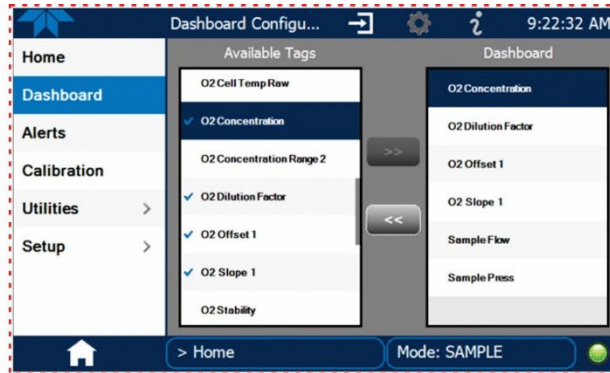 Dashboard Configu... 9:22:32 AM
Home
Dashboard
Alerts
Calibration
Utilities >
Setup >
Available Tags
O2 Cell Temp Raw
O2 Concentration
O2 Concentration Range 2
O2 Dilution Factor
O2 Offset 1
O2 Slope 1
O2 Stability
>>
<<
Dashboard
O2 Concentration
O2 Dilution Factor
O2 Offset 1
O2 Slope 1
Sample Flow
Sample Press
> Home
Mode: SAMPLE